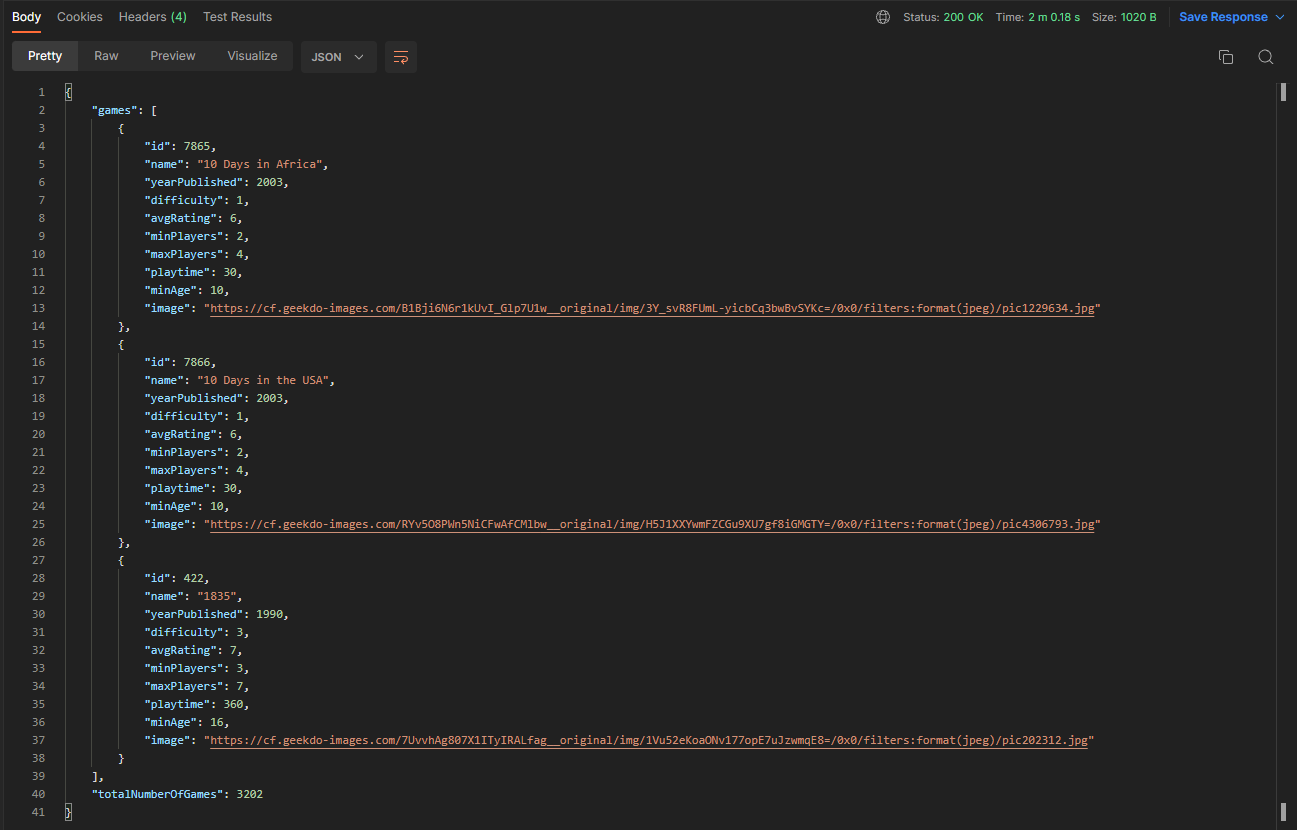 Body Cookies Headers (4) Test Results Status: 200 OK Time: 2 m 0.18 s Size: 1020 B Save Response
Pretty Raw Preview Visualize JSON
1 {
2 "games": [
3 {
4 "id": 7865,
5 "name": "10 Days in Africa",
6 "yearPublished": 2003,
7 "difficulty": 1,
8 "avgRating": 6,
9 "minPlayers": 2,
10 "maxPlayers": 4,
11 "playtime": 30,
12 "minAge": 10,
13 "image": "https://cf.geekdo-images.com/B1Bji6N6r1kUvI_Glp7U1w__original/img/3Y_svR8FUmL-yicbCq3bwBvSYKc=/0x0/filters:format(jpeg)/pic1229634.jpg"
14 },
15 {
16 "id": 7866,
17 "name": "10 Days in the USA",
18 "yearPublished": 2003,
19 "difficulty": 1,
20 "avgRating": 6,
21 "minPlayers": 2,
22 "maxPlayers": 4,
23 "playtime": 30,
24 "minAge": 10,
25 "image": "https://cf.geekdo-images.com/RYv5O8PWn5NiCFwAfCMlbw__original/img/H5J1XXYwmFZCGu9XU7gf8iGMGTY=/0x0/filters:format(jpeg)/pic4306793.jpg"
26 },
27 {
28 "id": 422,
29 "name": "1835",
30 "yearPublished": 1990,
31 "difficulty": 3,
32 "avgRating": 7,
33 "minPlayers": 3,
34 "maxPlayers": 7,
35 "playtime": 360,
36 "minAge": 16,
37 "image": "https://cf.geekdo-images.com/7UvvhAg807X1ITyIRALfag__original/img/1Vu52eKoaONv177opE7uJzwmqE8=/0x0/filters:format(jpeg)/pic202312.jpg"
38 }
39 ],
40 "totalNumberOfGames": 3202
41 }